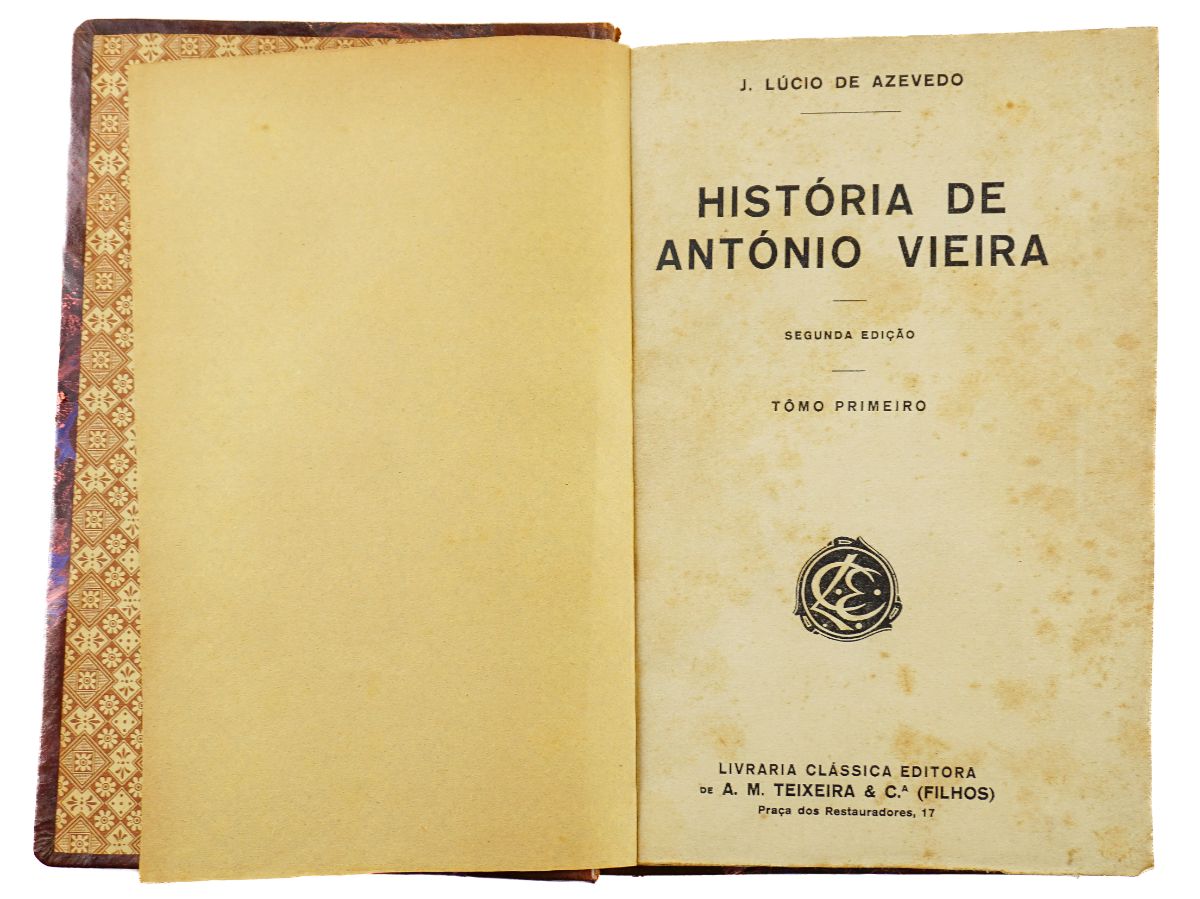 J. LÚCIO DE AZEVEDO
HISTÓRIA DE
ANTÓNIO VIEIRA
SEGUNDA EDIÇÃO
TÔMO PRIMEIRO
LCE
LIVRARIA CLÁSSICA EDITORA
DE A. M. TEIXEIRA & C.ª (FILHOS)
Praça dos Restauradores, 17